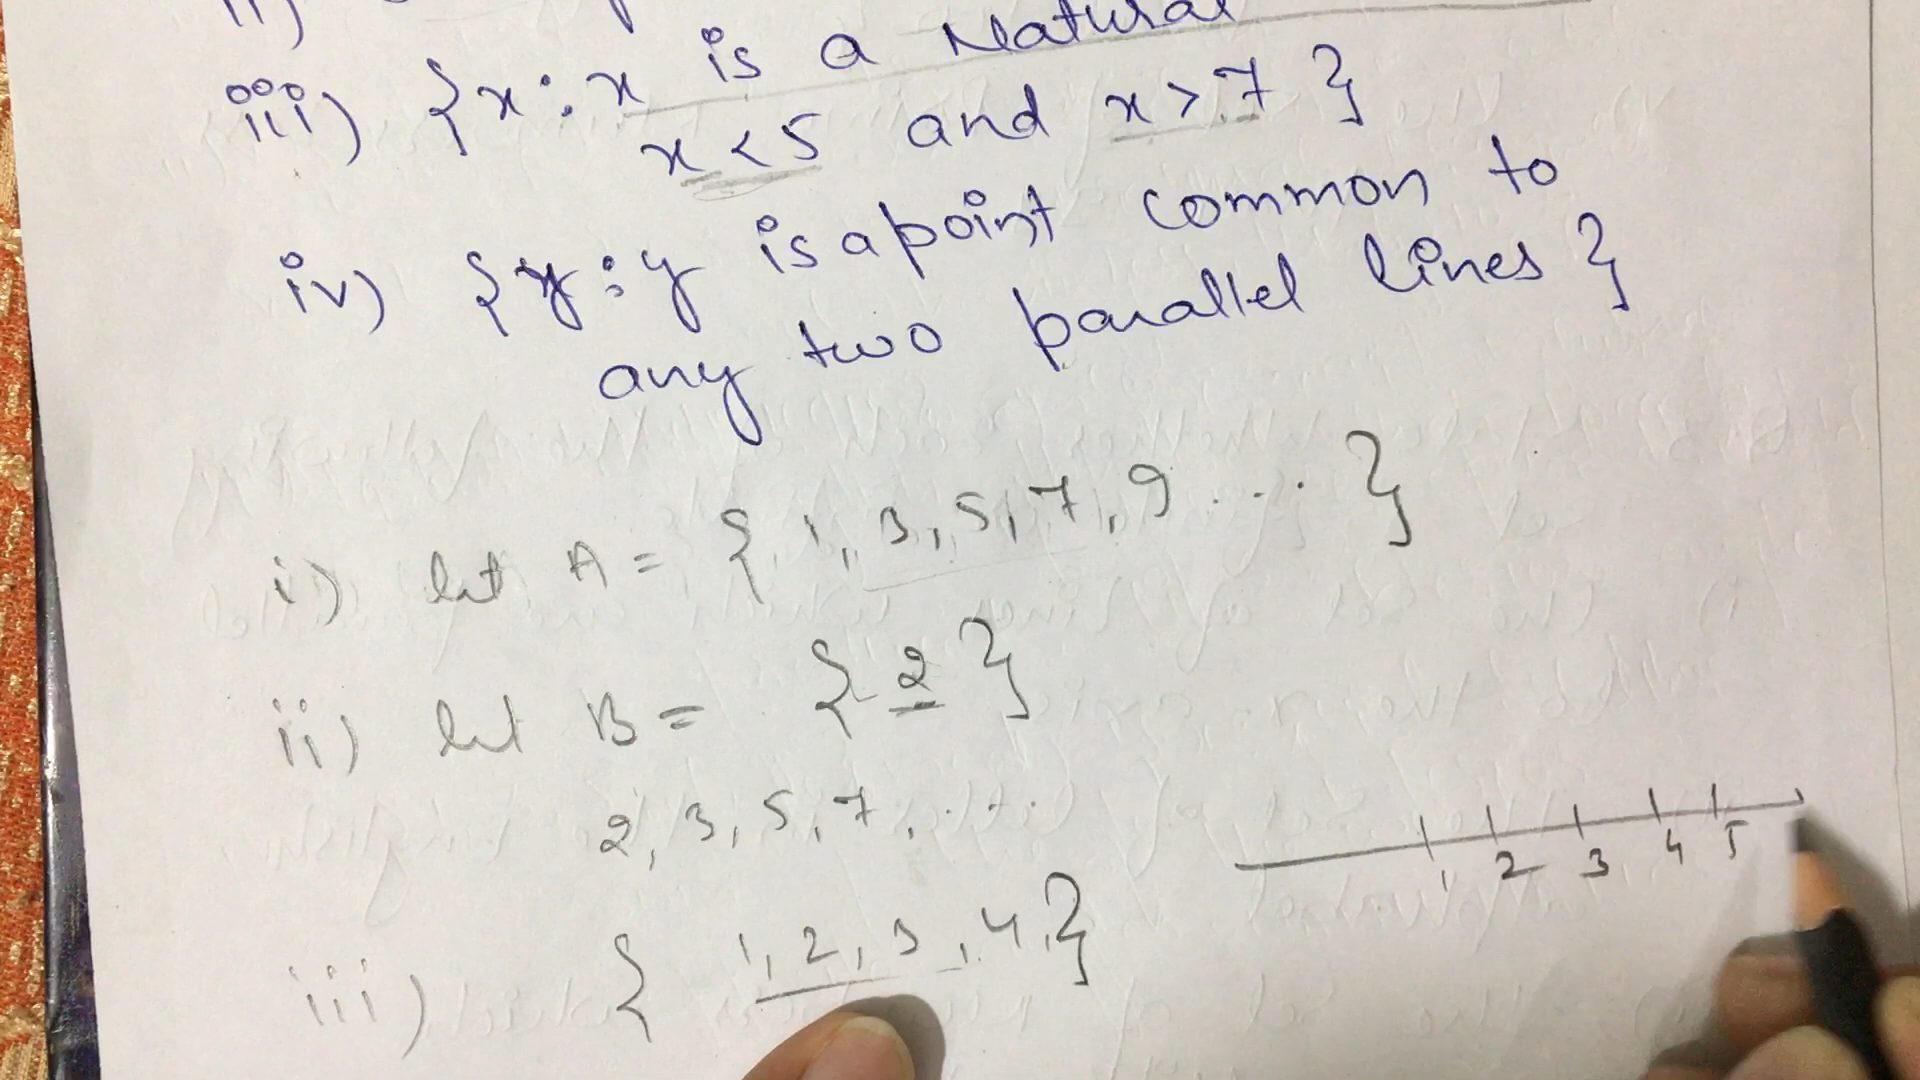 iii) {x : x is a Natural
x < 5 and x > 7 }
iv) {y : y is a point common to
any two parallel lines }
i) let A = { 1, 3, 5, 7, 9 . . . . }
ii) let B = { 2 }
2, 3, 5, 7, . . . .
1 2 3 4 5
iii) { 1, 2, 3, 4, }